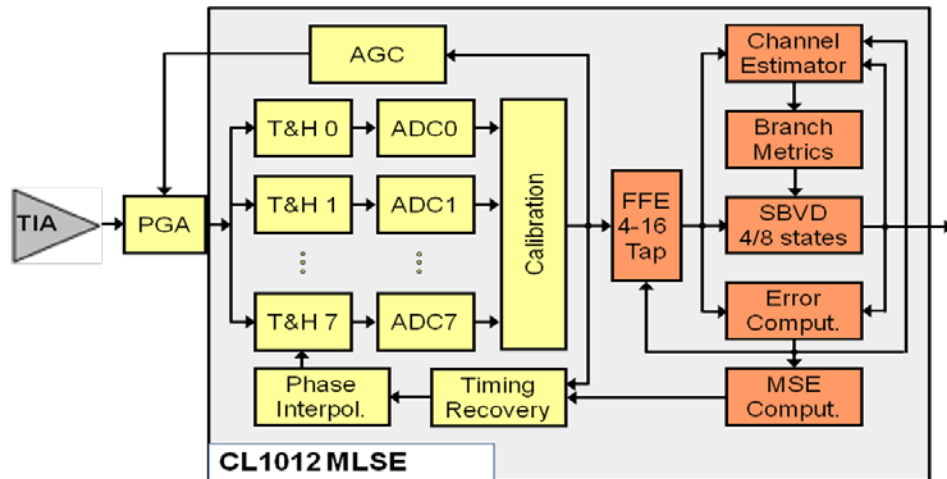 AGC
Channel
Estimator
T&H 0
ADC0
Branch
Metrics
TIA
PGA
T&H 1
ADC1
Calibration
FFE
4-16
Tap
SBVD
4/8 states
T&H 7
ADC7
Error
Comput.
Phase
Interpol.
Timing
Recovery
MSE
Comput.
CL1012 MLSE